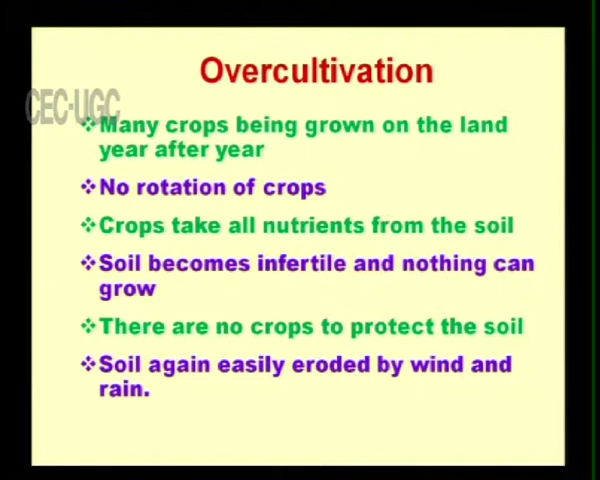 Overcultivation
CEC-UGC
❖Many crops being grown on the land
year after year
❖No rotation of crops
❖Crops take all nutrients from the soil
❖Soil becomes infertile and nothing can
grow
❖There are no crops to protect the soil
❖Soil again easily eroded by wind and
rain.